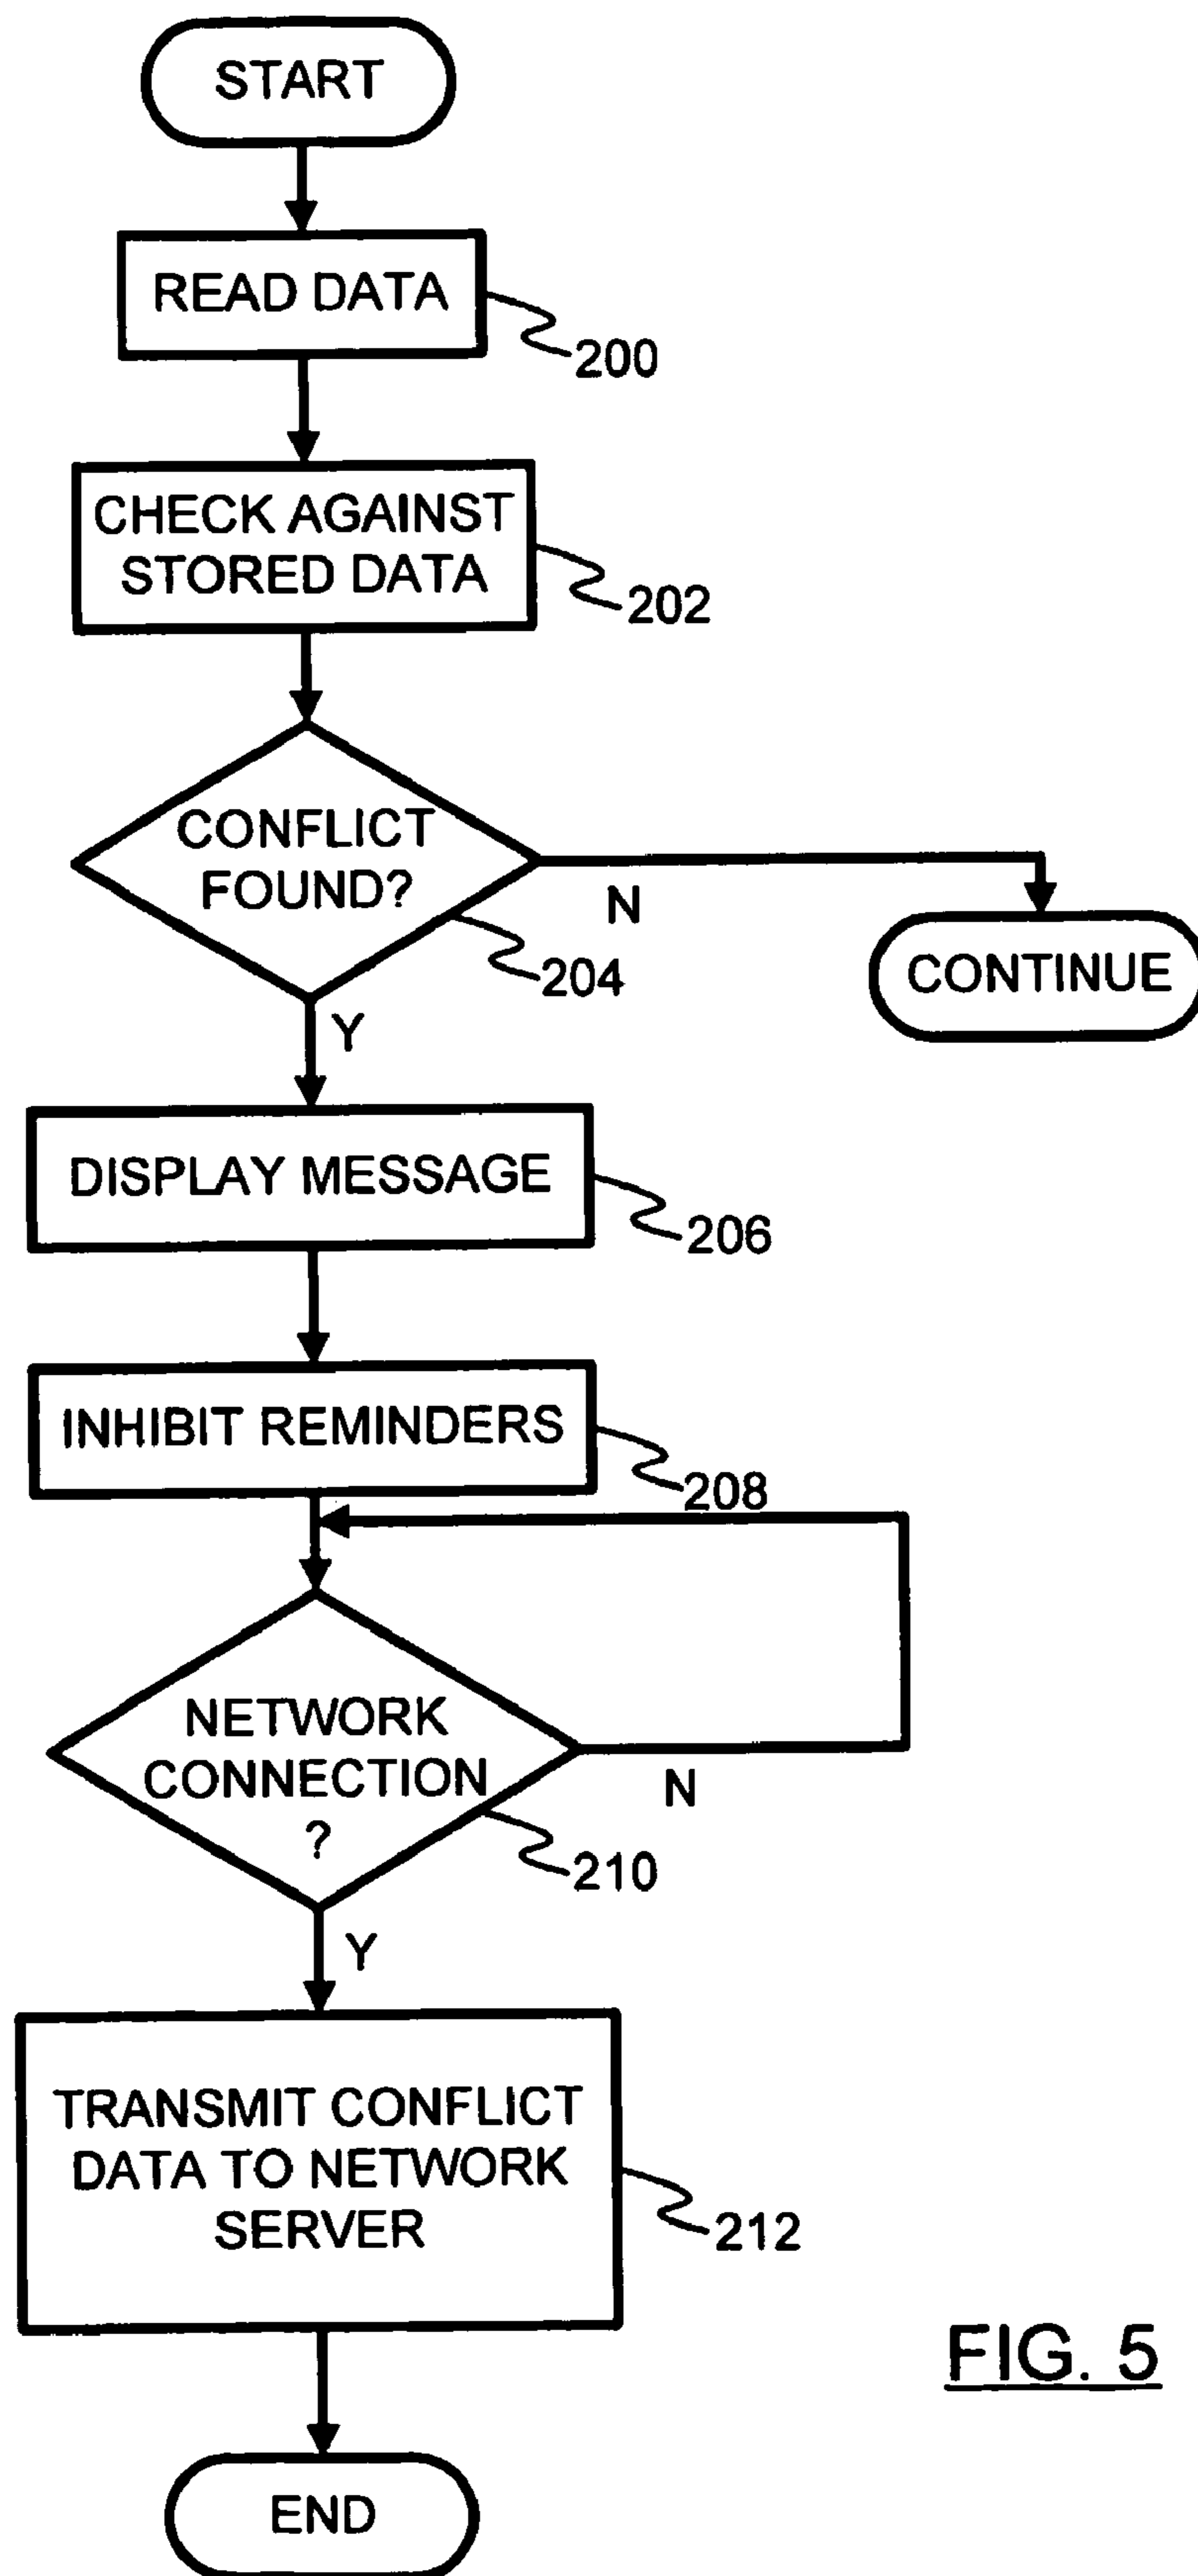 START
READ DATA
200
CHECK AGAINST
STORED DATA
202
CONFLICT
FOUND?
N
204
CONTINUE
Y
DISPLAY MESSAGE
206
INHIBIT REMINDERS
208
NETWORK
CONNECTION
?
N
210
Y
TRANSMIT CONFLICT
DATA TO NETWORK
SERVER
212
FIG. 5
END